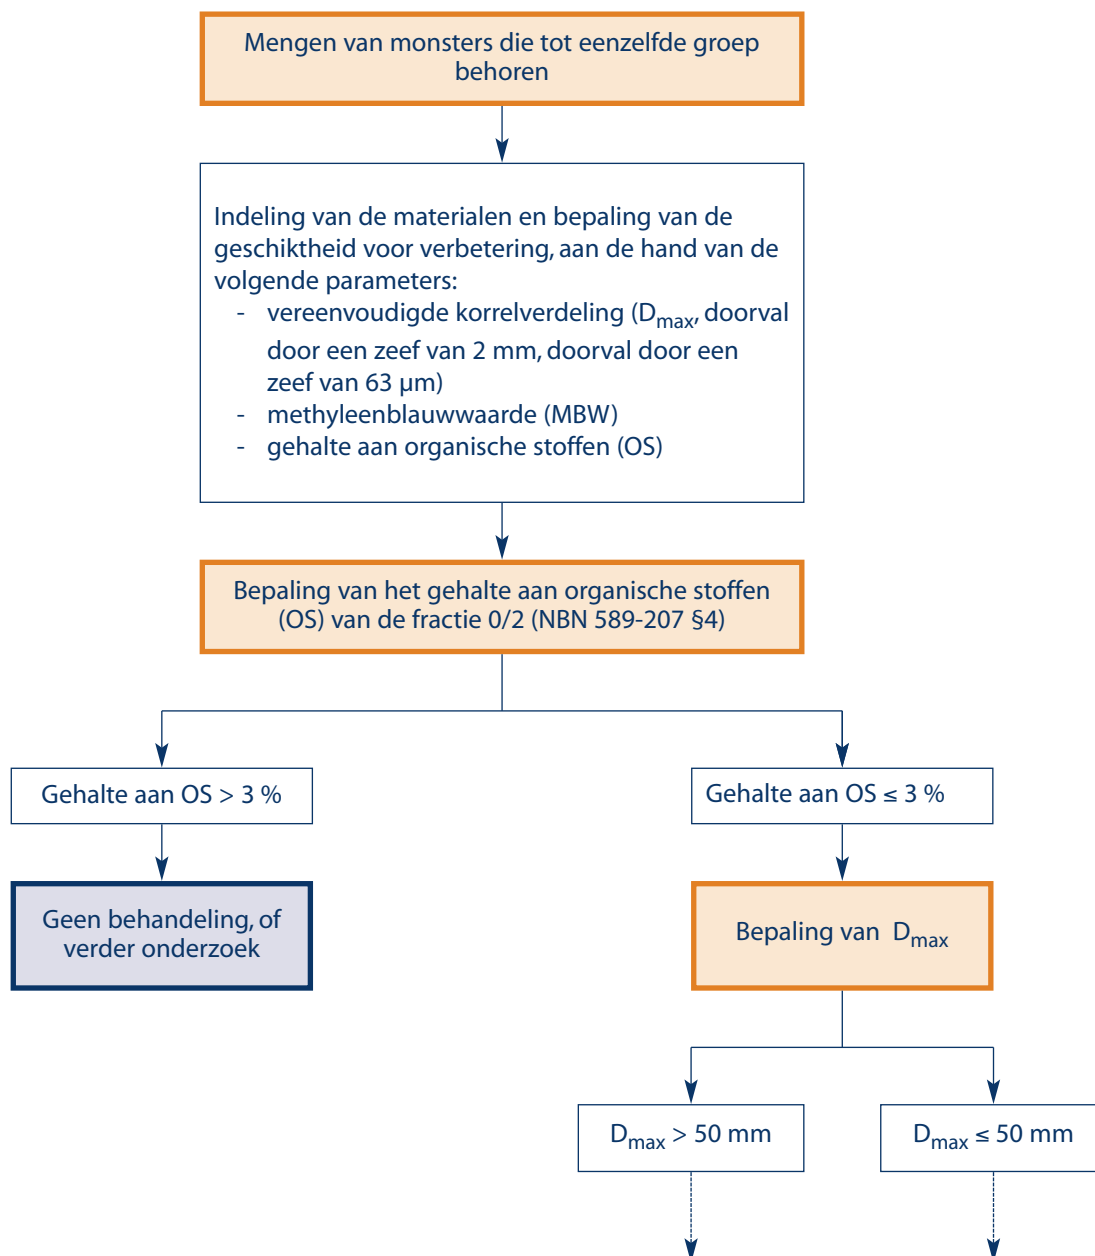 Mengen van monsters die tot eenzelfde groep
behoren
Indeling van de materialen en bepaling van de
geschiktheid voor verbetering, aan de hand van de
volgende parameters:
- vereenvoudigde korrelverdeling (Dmax, doorval
door een zeef van 2 mm, doorval door een
zeef van 63 µm)
- methyleenblauwwaarde (MBW)
- gehalte aan organische stoffen (OS)
Bepaling van het gehalte aan organische stoffen
(OS) van de fractie 0/2 (NBN 589-207 §4)
Gehalte aan OS > 3 %
Gehalte aan OS ≤ 3 %
Geen behandeling, of
verder onderzoek
Bepaling van Dmax
Dmax > 50 mm
Dmax ≤ 50 mm